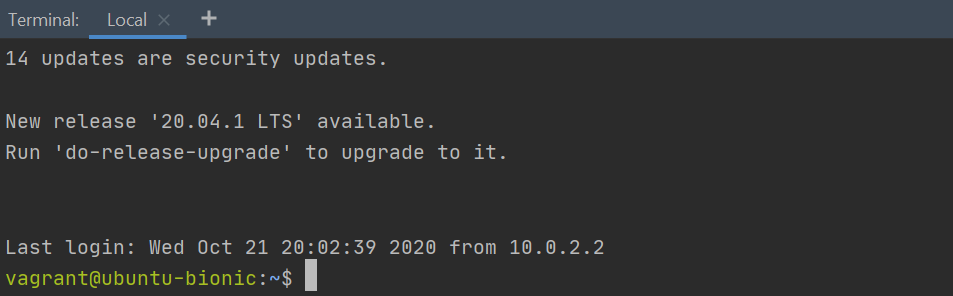 Terminal: Local × +
14 updates are security updates.
New release '20.04.1 LTS' available.
Run 'do-release-upgrade' to upgrade to it.
Last login: Wed Oct 21 20:02:39 2020 from 10.0.2.2
vagrant@ubuntu-bionic:~$